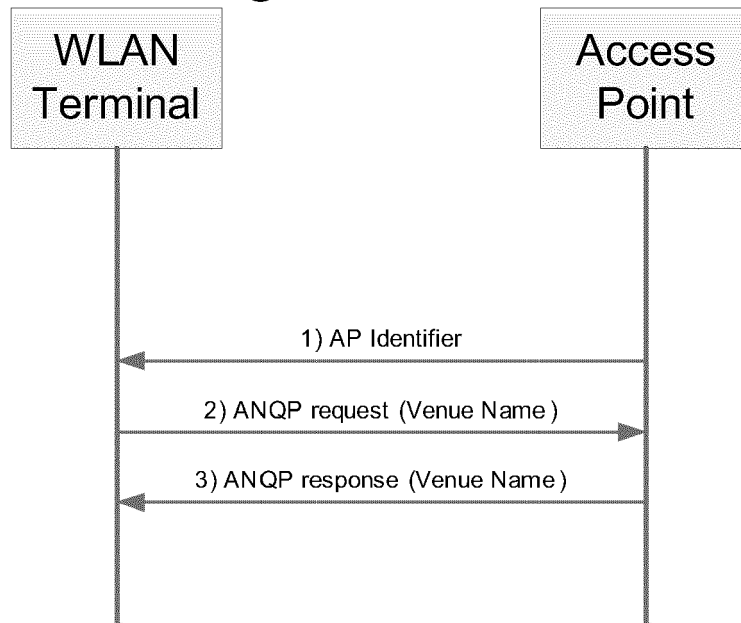 WLAN
Terminal
Access
Point
1) AP Identifier
2) ANQP request (Venue Name)
3) ANQP response (Venue Name)